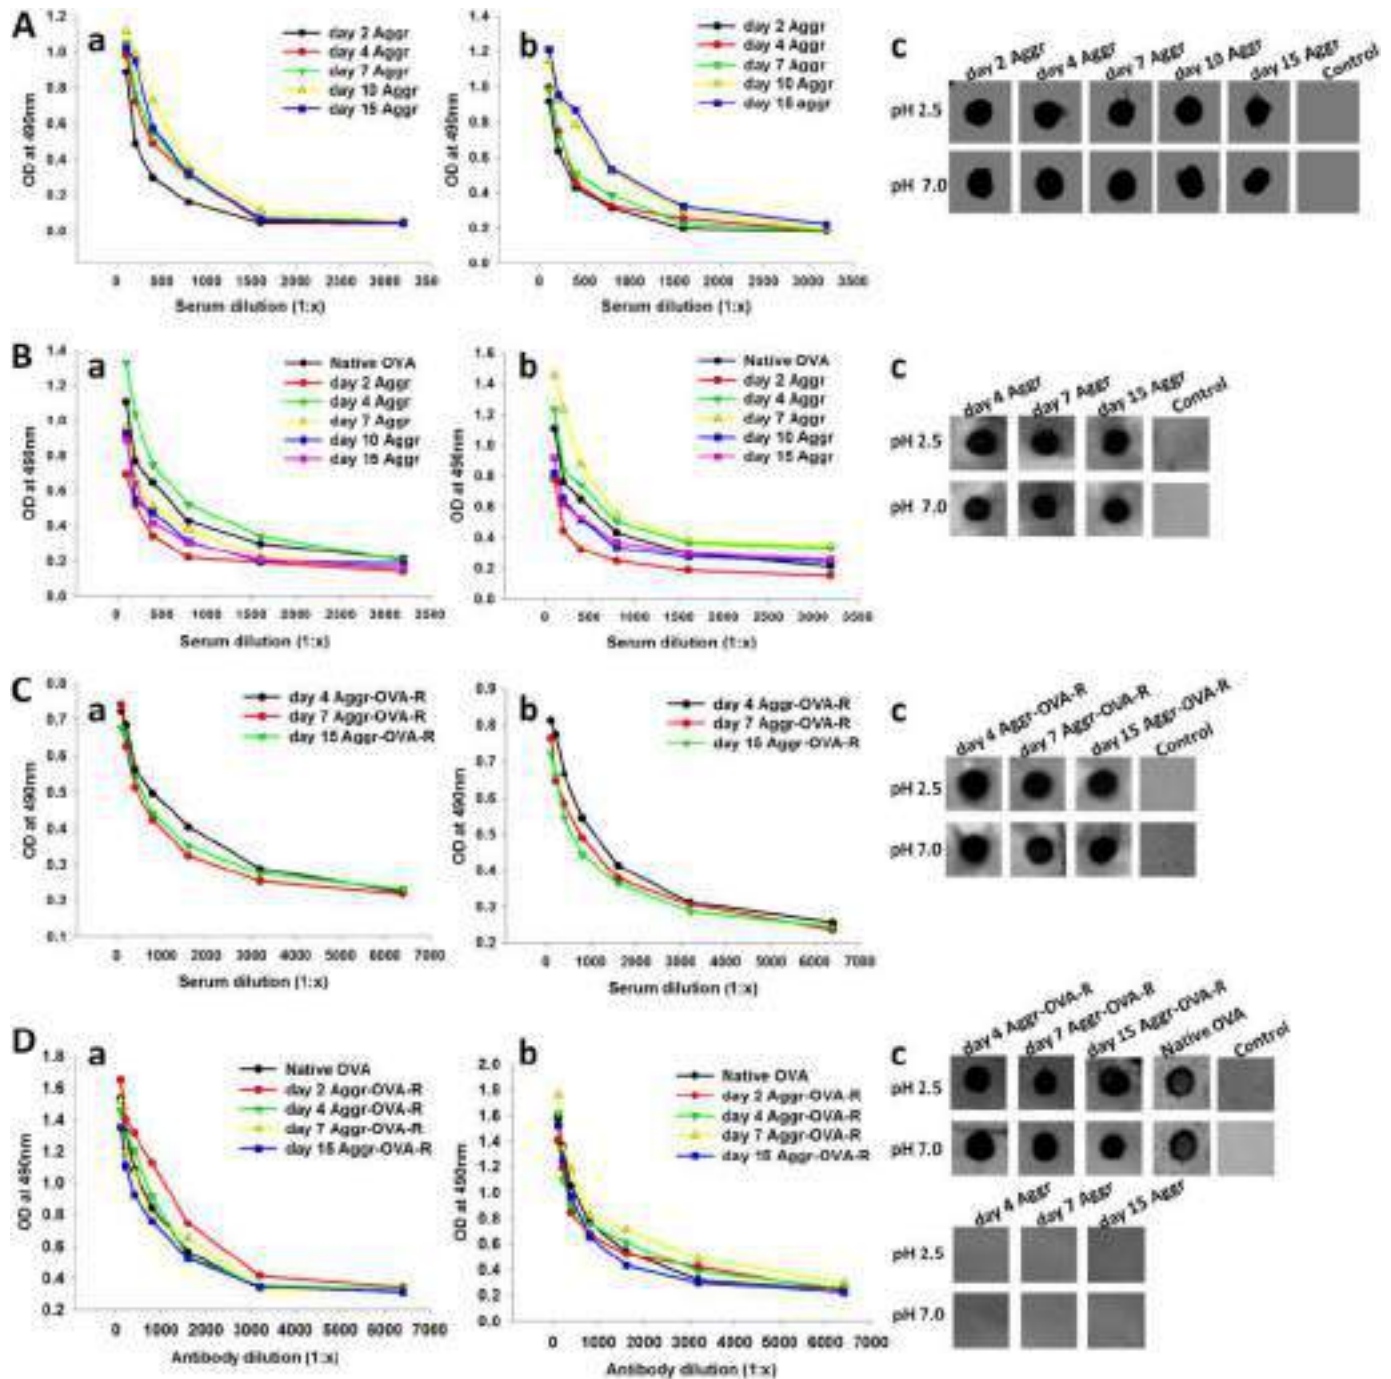 A
a
1.2
1.0
0.8
0.6
0.4
0.2
0.0
OD at 490nm
day 2 Aggr
day 4 Aggr
day 7 Aggr
day 10 Aggr
day 15 Aggr
0 500 1000 1500 2000 2500 3000 350
Serum dilution (1:x)
b
1.4
1.2
1.0
0.8
0.6
0.4
0.2
0.0
OD at 490nm
day 2 Aggr
day 4 Aggr
day 7 Aggr
day 10 Aggr
day 15 aggr
0 500 1000 1500 2000 2500 3000 3500
Serum dilution (1:x)
c
day 2 Aggr day 4 Aggr day 7 Aggr day 10 Aggr day 15 Aggr Control
pH 2.5
pH 7.0
B
a
1.4
1.2
1.0
0.8
0.6
0.4
0.2
0.0
OD at 490nm
Native OVA
day 2 Aggr
day 4 Aggr
day 7 Aggr
day 10 Aggr
day 15 Aggr
0 500 1000 1500 2000 2500 3000 3500
Serum dilution (1:x)
b
1.6
1.4
1.2
1.0
0.8
0.6
0.4
0.2
0.0
OD at 490nm
Native OVA
day 2 Aggr
day 4 Aggr
day 7 Aggr
day 10 Aggr
day 15 Aggr
0 500 1000 1500 2000 2500 3000 3500
Serum dilution (1:x)
c
day 4 Aggr day 7 Aggr day 15 Aggr Control
pH 2.5
pH 7.0
C
a
0.8
0.7
0.6
0.5
0.4
0.3
0.2
0.1
OD at 490nm
day 4 Aggr-OVA-R
day 7 Aggr-OVA-R
day 15 Aggr-OVA-R
0 1000 2000 3000 4000 5000 6000 7000
Serum dilution (1:x)
b
0.9
0.8
0.7
0.6
0.5
0.4
0.3
0.2
OD at 490nm
day 4 Aggr-OVA-R
day 7 Aggr-OVA-R
day 15 Aggr-OVA-R
0 1000 2000 3000 4000 5000 6000 7000
Serum dilution (1:x)
c
day 4 Aggr-OVA-R day 7 Aggr-OVA-R day 15 Aggr-OVA-R Control
pH 2.5
pH 7.0
D
a
1.8
1.6
1.4
1.2
1.0
0.8
0.6
0.4
0.2
OD at 490nm
Native OVA
day 2 Aggr-OVA-R
day 4 Aggr-OVA-R
day 7 Aggr-OVA-R
day 15 Aggr-OVA-R
0 1000 2000 3000 4000 5000 6000 7000
Antibody dilution (1:x)
b
2.0
1.8
1.6
1.4
1.2
1.0
0.8
0.6
0.4
0.2
0.0
OD at 490nm
Native OVA
day 2 Aggr-OVA-R
day 4 Aggr-OVA-R
day 7 Aggr-OVA-R
day 15 Aggr-OVA-R
0 1000 2000 3000 4000 5000 6000 7000
Antibody dilution (1:x)
c
day 4 Aggr-OVA-R day 7 Aggr-OVA-R day 15 Aggr-OVA-R Native OVA Control
pH 2.5
pH 7.0
day 4 Aggr day 7 Aggr day 15 Aggr
pH 2.5
pH 7.0